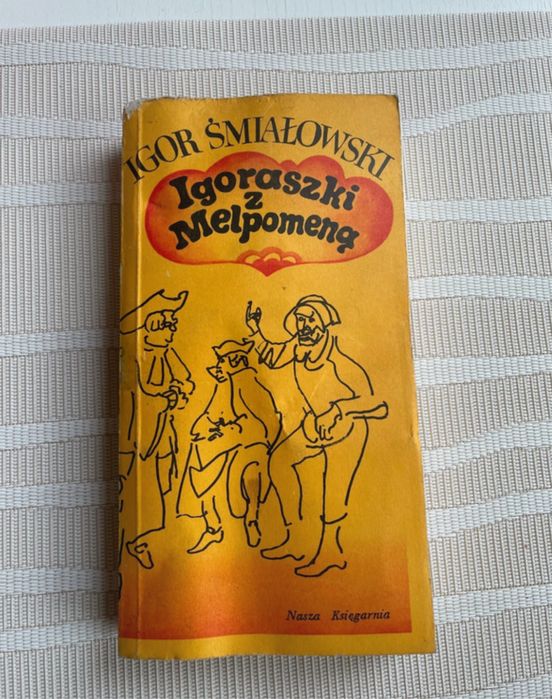 IGOR ŚMIAŁOWSKI
Igoraszki
z
Melpomeną
Nasza Księgarnia